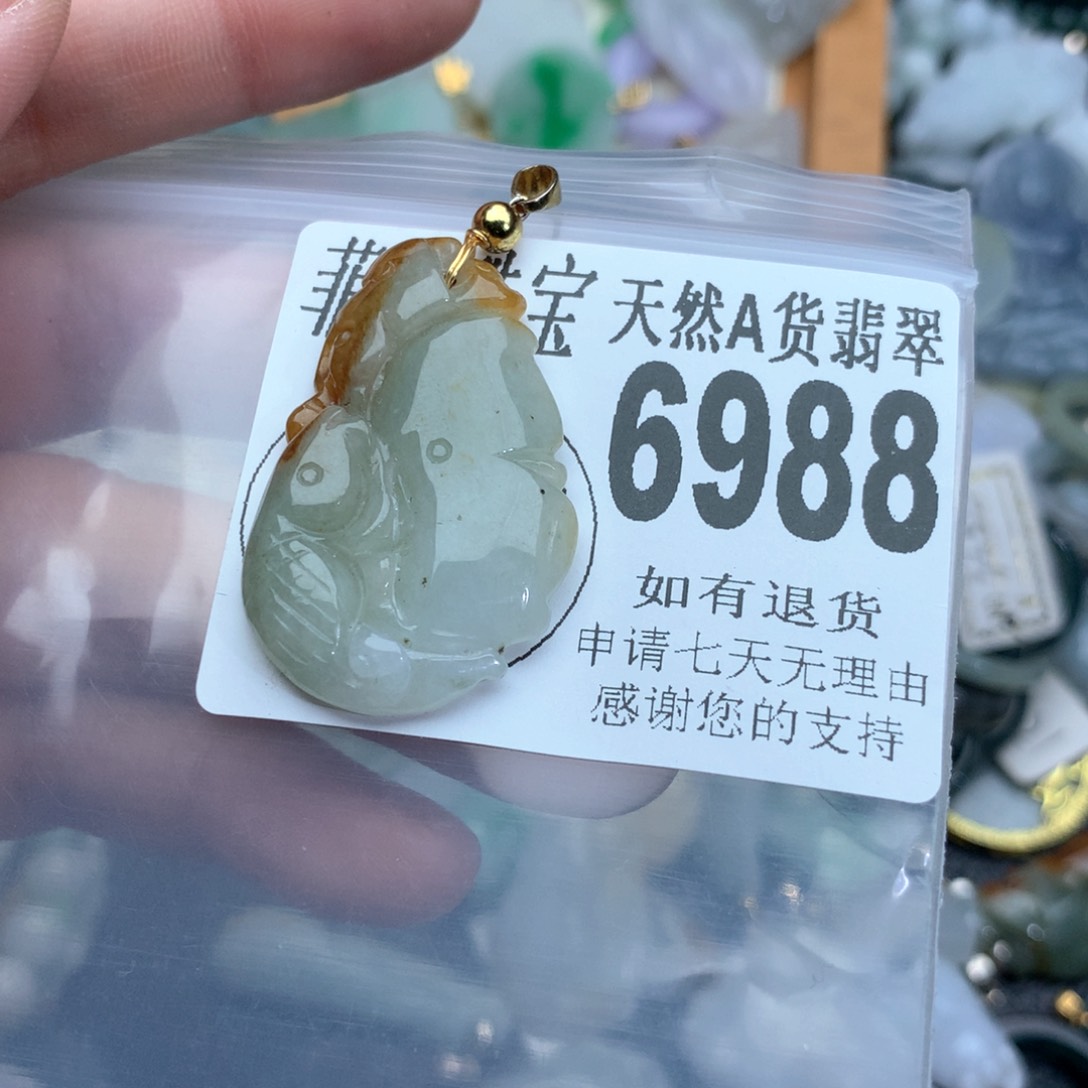 宝 天然A货翡翠
6988
如有退货
申请七天无理由
感谢您的支持